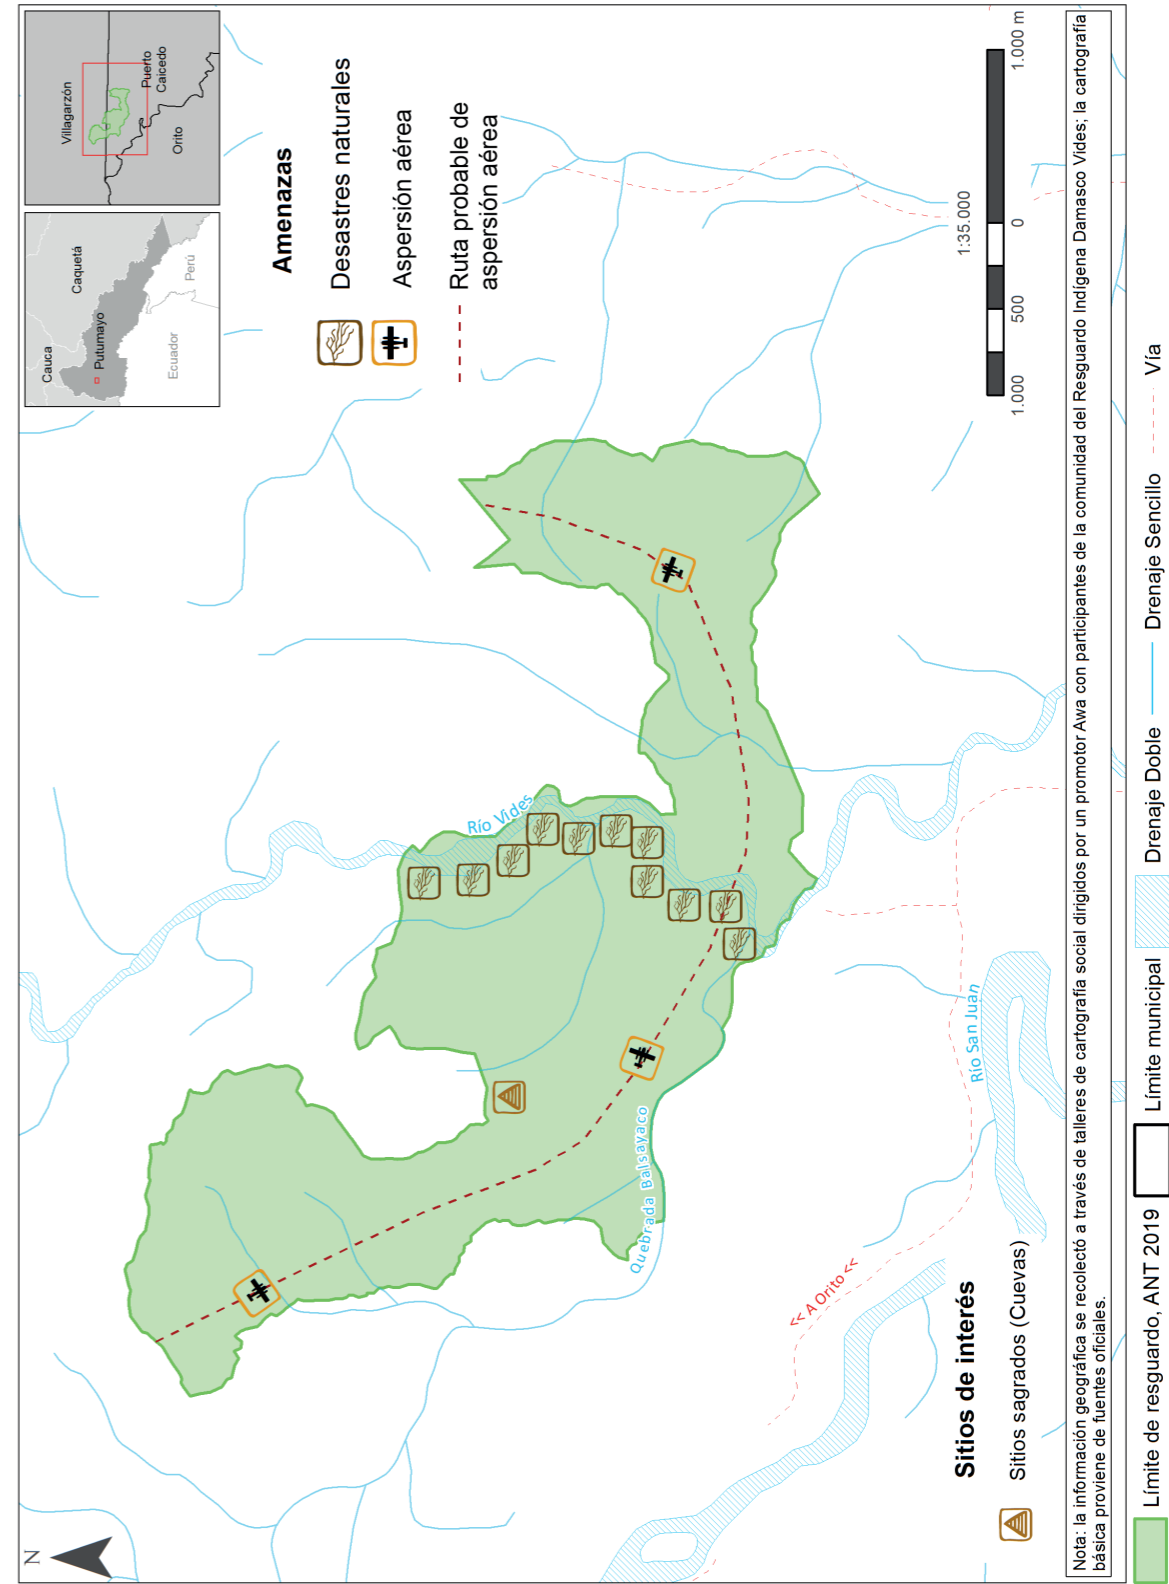 N
Cauca
Caquetá
Putumayo
Ecuador
Perú
Villagarzón
Puerto
Caicedo
Orito
Amenazas
Desastres naturales
Aspersión aérea
Ruta probable de
aspersión aérea
Río Vides
Quebrada Balsayaco
Río San Juan
<< A Orito <<
Sitios de interés
Sitios sagrados (Cuevas)
1:35.000
1.000 500 0 1.000 m
Nota: la información geográfica se recolectó a través de talleres de cartografía social dirigidos por un promotor Awa con participantes de la comunidad del Resguardo Indígena Damasco Vides; la cartografía
básica proviene de fuentes oficiales.
Límite de resguardo, ANT 2019 Límite municipal Drenaje Doble Drenaje Sencillo Vía